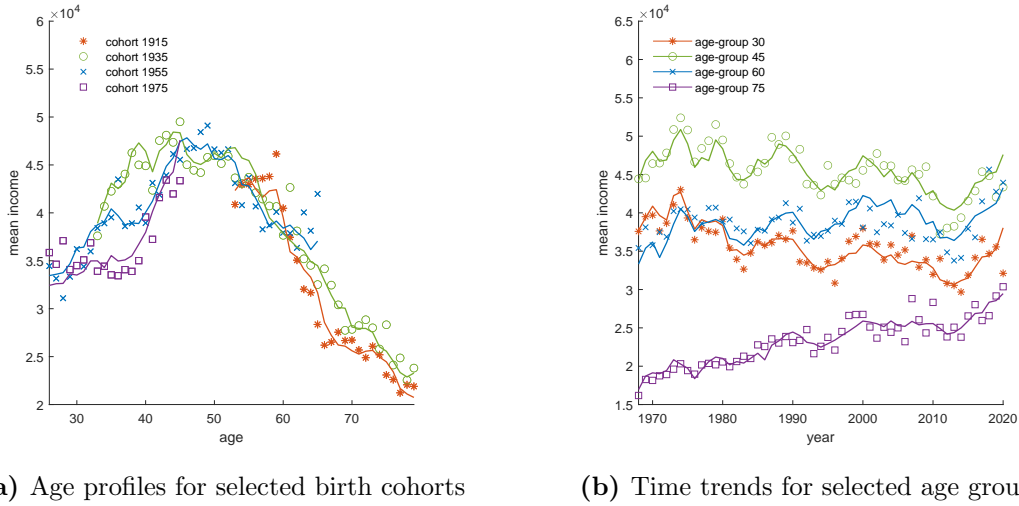 ×10⁴
6
5.5
5
4.5
4
3.5
3
2.5
2
mean income
30 40 50 60 70
age
cohort 1915
cohort 1935
cohort 1955
cohort 1975
a) Age profiles for selected birth cohorts
×10⁴
6.5
6
5.5
5
4.5
4
3.5
3
2.5
2
1.5
mean income
1970 1980 1990 2000 2010 2020
year
age-group 30
age-group 45
age-group 60
age-group 75
(b) Time trends for selected age grou